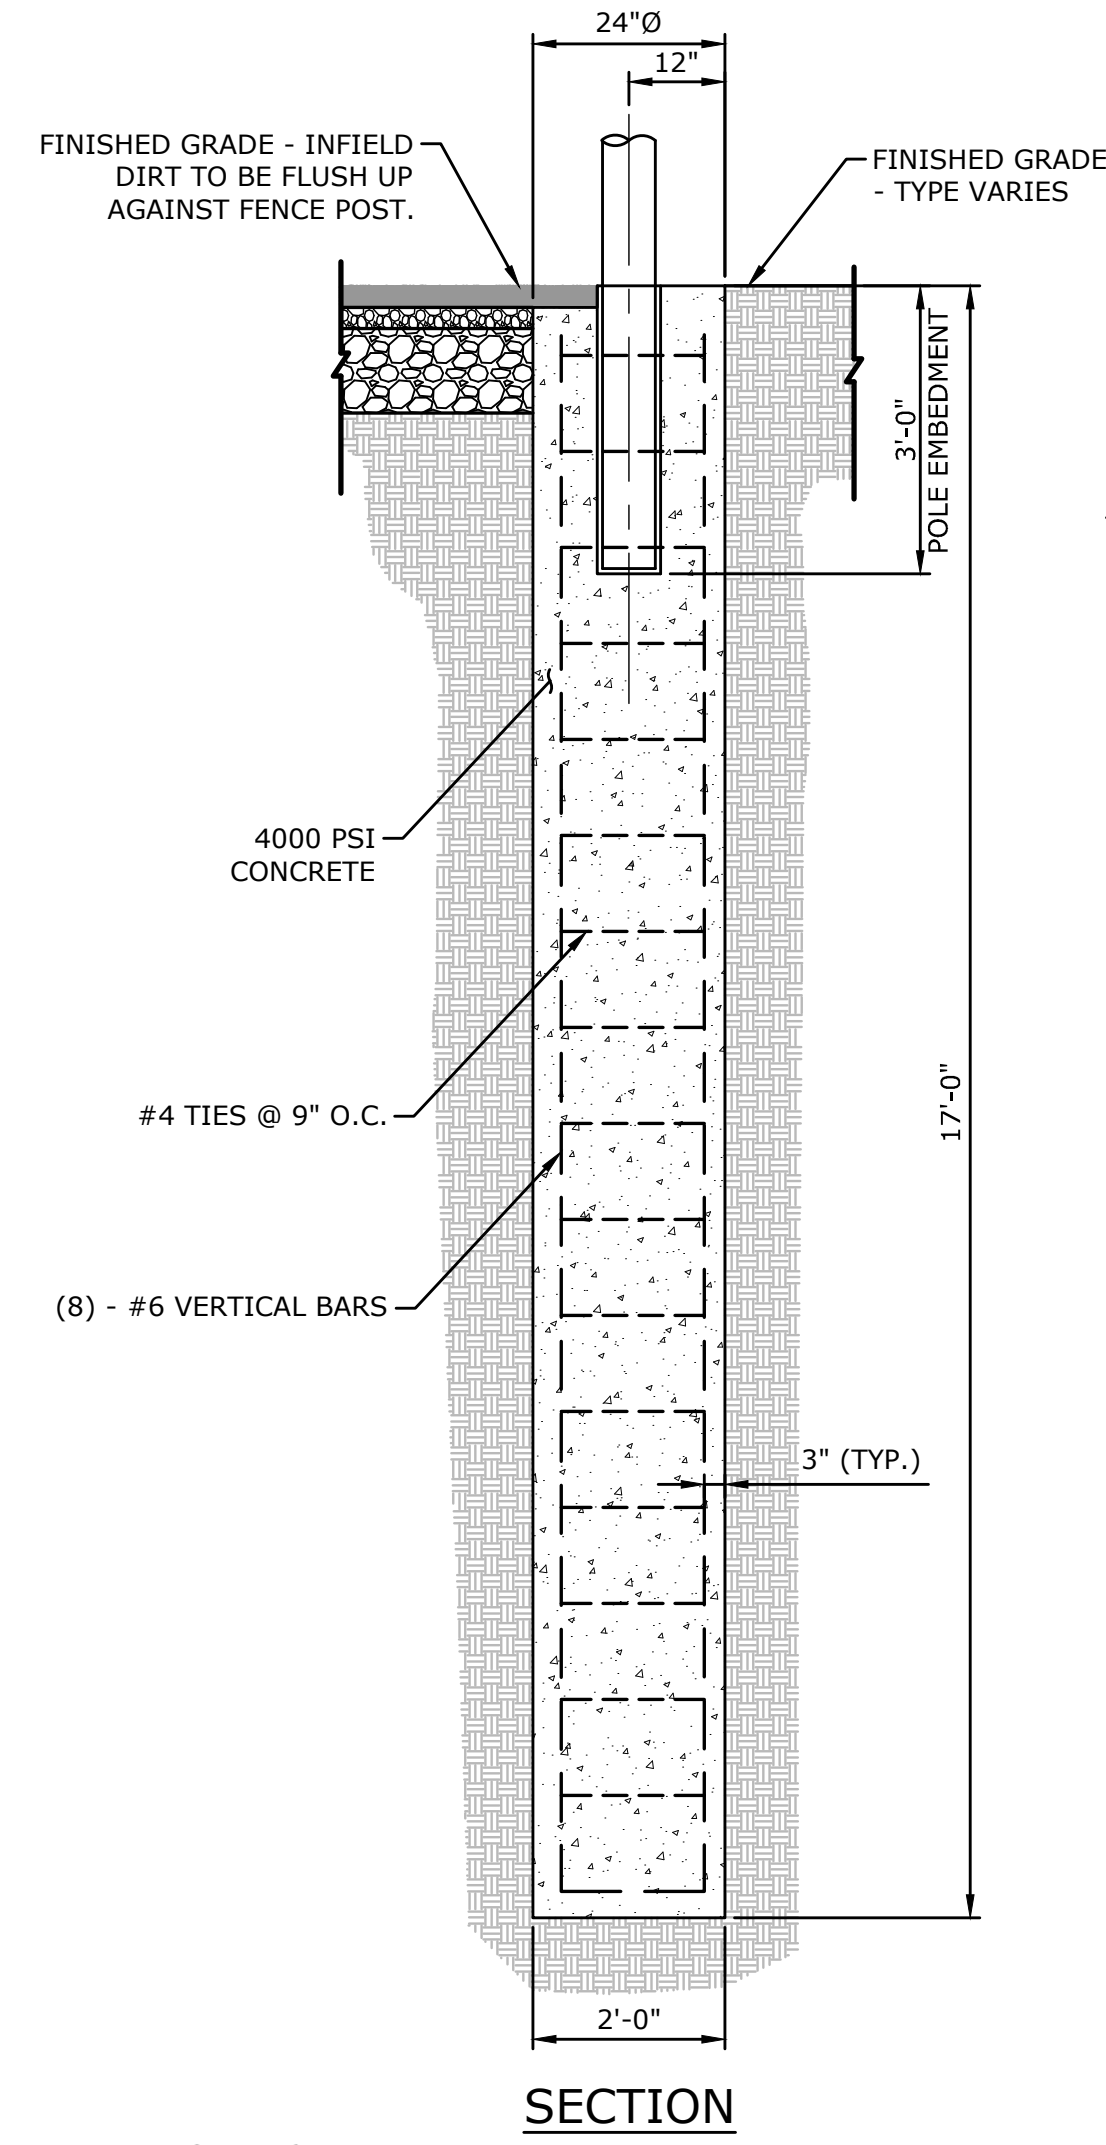 24"Ø
12"
FINISHED GRADE - INFIELD
DIRT TO BE FLUSH UP
AGAINST FENCE POST.
FINISHED GRADE
- TYPE VARIES
3'-0"
POLE EMBEDMENT
4000 PSI
CONCRETE
17'-0"
#4 TIES @ 9" O.C.
(8) - #6 VERTICAL BARS
3" (TYP.)
2'-0"
SECTION